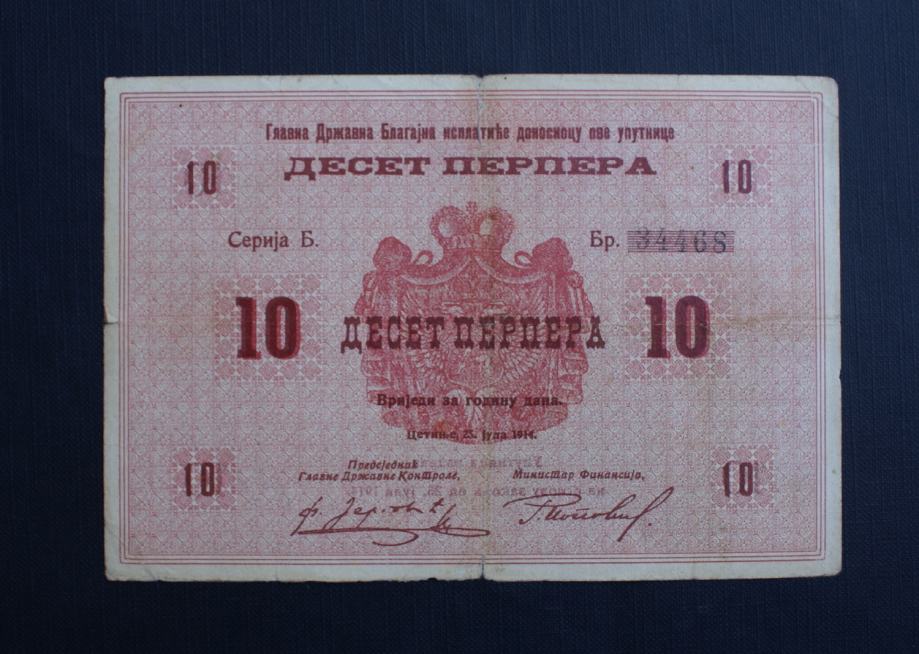 Главна Државна Благајна исплатиће доносиоцу ове упутнице
10 ДЕСЕТ ПЕРПЕРА 10
Серија Б. Бр. 34468
10 ДЕСЕТ ПЕРПЕРА 10
Вриједи за годину дана.
Цетиње, 25. јула 1914.
10 Предсједник 10
Главне Државне Контроле, Министар Финансија,